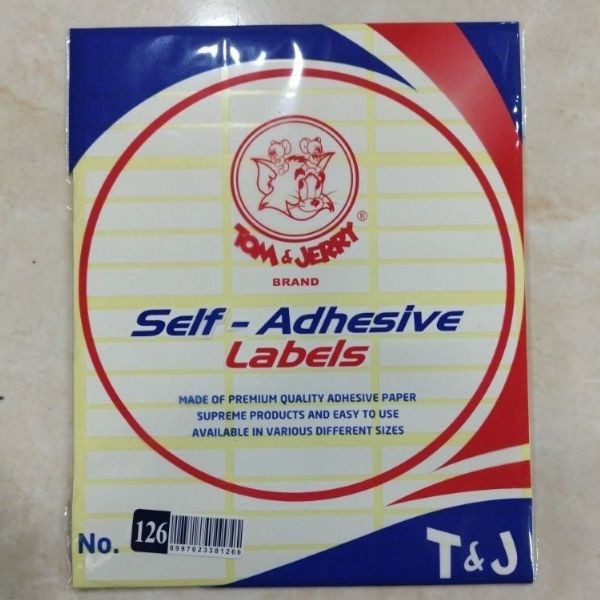 TOM & JERRY ®
BRAND
Self - Adhesive
Labels
MADE OF PREMIUM QUALITY ADHESIVE PAPER
SUPREME PRODUCTS AND EASY TO USE
AVAILABLE IN VARIOUS DIFFERENT SIZES
No. 126
8997023381266
T & J